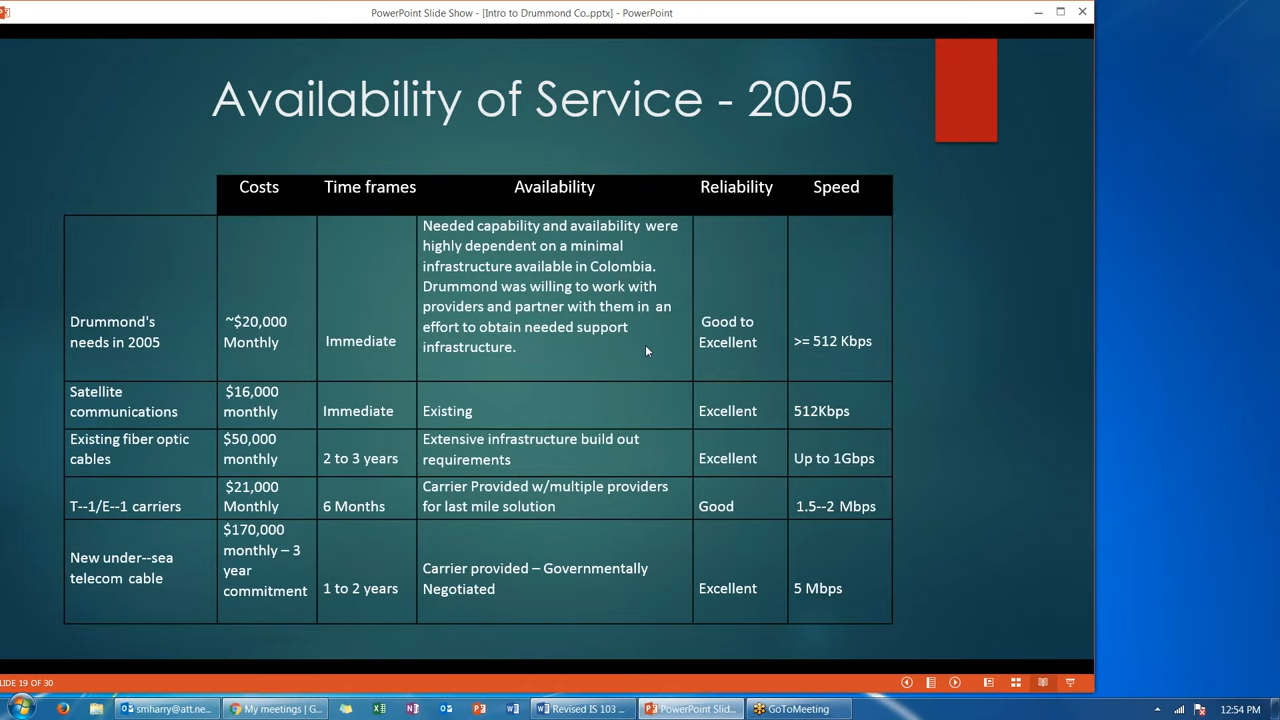 PowerPoint Slide Show - [Intro to Drummond Co..pptx] - PowerPoint
Availability of Service - 2005
Costs Time frames Availability Reliability Speed
Drummond's
needs in 2005
~$20,000
Monthly
Immediate
Needed capability and availability were
highly dependent on a minimal
infrastructure available in Colombia.
Drummond was willing to work with
providers and partner with them in an
effort to obtain needed support
infrastructure.
Good to
Excellent
>= 512 Kbps
Satellite
communications
$16,000
monthly
Immediate
Existing
Excellent
512Kbps
Existing fiber optic
cables
$50,000
monthly
2 to 3 years
Extensive infrastructure build out
requirements
Excellent
Up to 1Gbps
T--1/E--1 carriers
$21,000
Monthly
6 Months
Carrier Provided w/multiple providers
for last mile solution
Good
1.5--2 Mbps
New under--sea
telecom cable
$170,000
monthly – 3
year
commitment
1 to 2 years
Carrier provided – Governmentally
Negotiated
Excellent
5 Mbps
LIDE 19 OF 30
smharry@att.ne...
My meetings | G...
Revised IS 103 ...
PowerPoint Slid...
GoToMeeting
12:54 PM